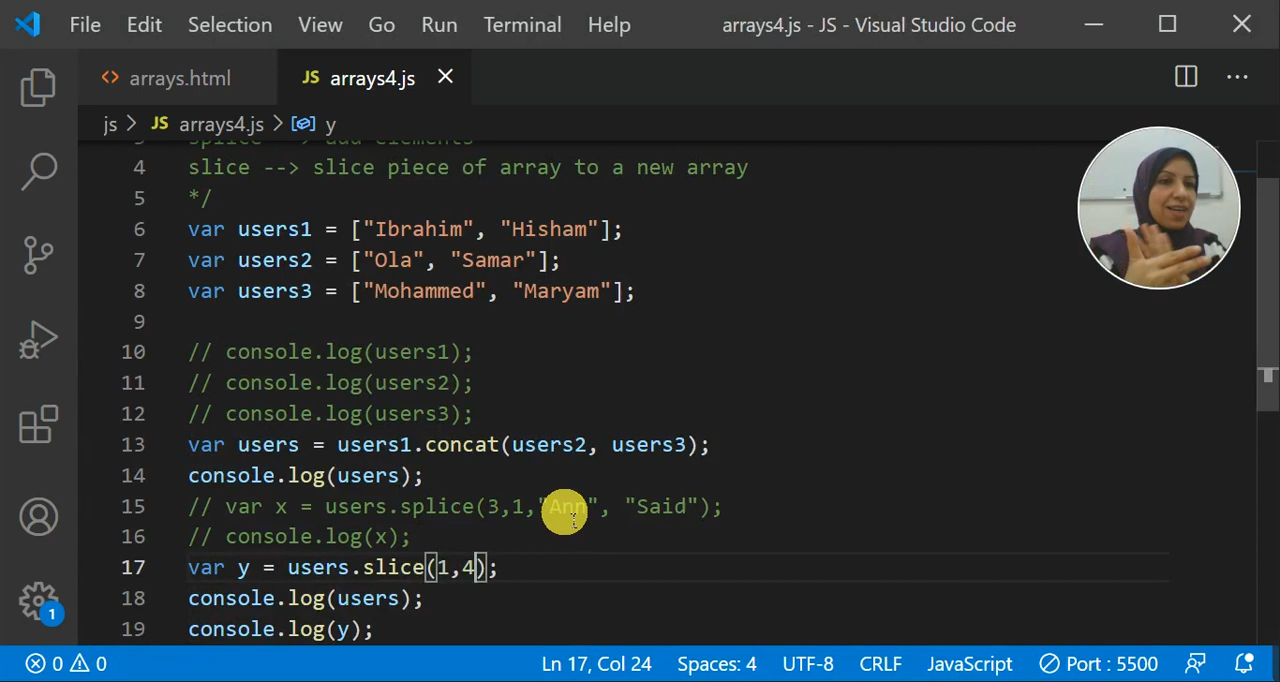 File Edit Selection View Go Run Terminal Help arrays4.js - JS - Visual Studio Code
arrays.html JS arrays4.js
js > JS arrays4.js > y
splice --> add elements
4 slice --> slice piece of array to a new array
5 */
6 var users1 = ["Ibrahim", "Hisham"];
7 var users2 = ["Ola", "Samar"];
8 var users3 = ["Mohammed", "Maryam"];
9
10 // console.log(users1);
11 // console.log(users2);
12 // console.log(users3);
13 var users = users1.concat(users2, users3);
14 console.log(users);
15 // var x = users.splice(3,1,"Ann", "Said");
16 // console.log(x);
17 var y = users.slice(1,4);
18 console.log(users);
19 console.log(y);
1
0 0 Ln 17, Col 24 Spaces: 4 UTF-8 CRLF JavaScript Port : 5500